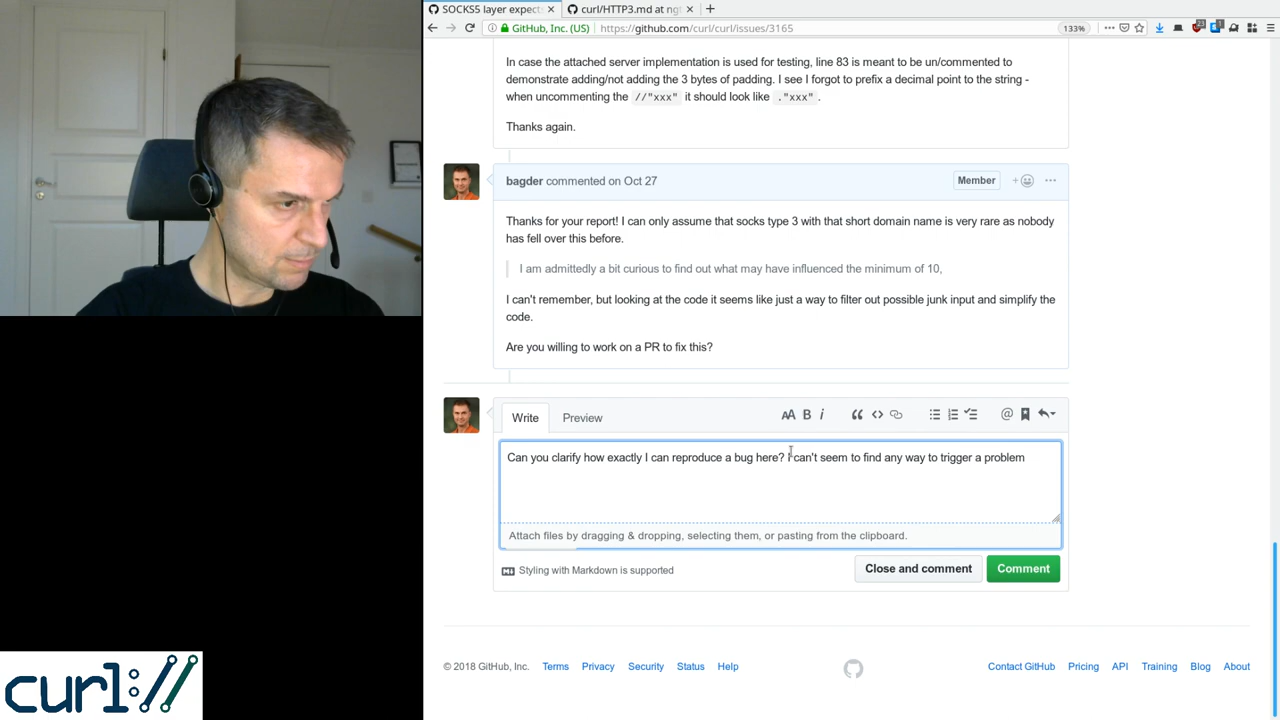 SOCKS5 layer expect
curl/HTTP3.md at ng
GitHub, Inc. (US)
https://github.com/curl/curl/issues/3165
133%
In case the attached server implementation is used for testing, line 83 is meant to be un/commented to
demonstrate adding/not adding the 3 bytes of padding. I see I forgot to prefix a decimal point to the string -
when uncommenting the //"xxx" it should look like ."xxx" .
Thanks again.
bagder commented on Oct 27
Member
Thanks for your report! I can only assume that socks type 3 with that short domain name is very rare as nobody
has fell over this before.
I am admittedly a bit curious to find out what may have influenced the minimum of 10,
I can't remember, but looking at the code it seems like just a way to filter out possible junk input and simplify the
code.
Are you willing to work on a PR to fix this?
Write
Preview
Can you clarify how exactly I can reproduce a bug here? I can't seem to find any way to trigger a problem
Attach files by dragging & dropping, selecting them, or pasting from the clipboard.
Styling with Markdown is supported
Close and comment
Comment
© 2018 GitHub, Inc.
Terms
Privacy
Security
Status
Help
Contact GitHub
Pricing
API
Training
Blog
About
curl://